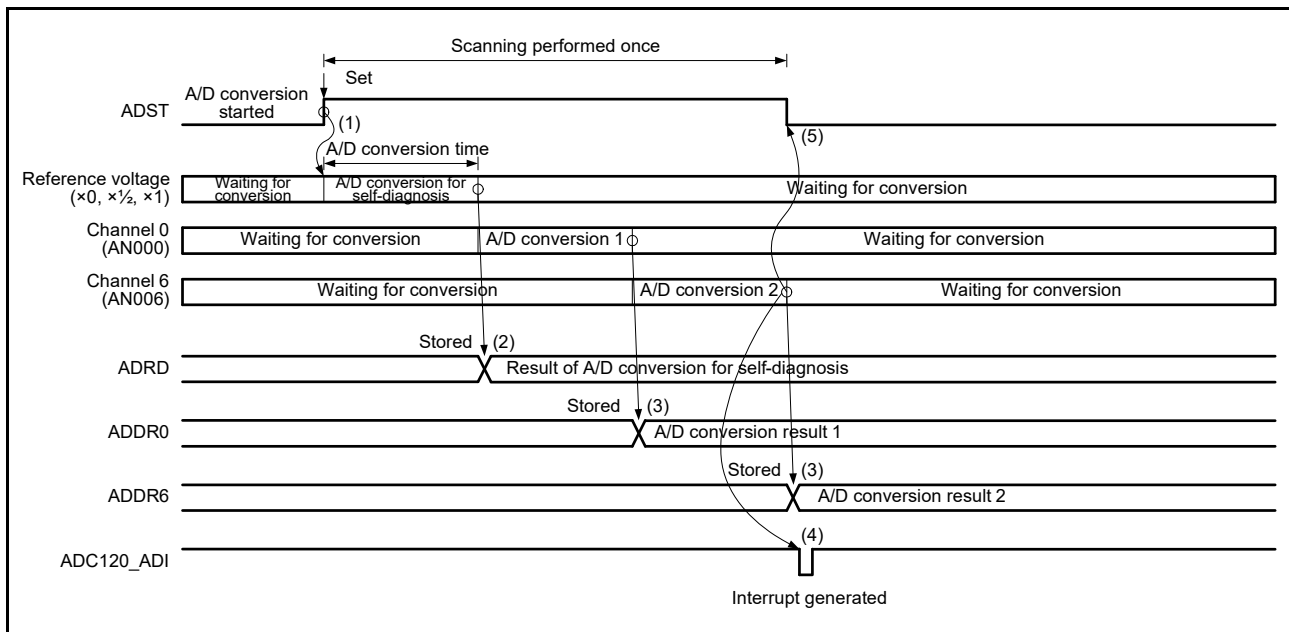 Scanning performed once
Set
A/D conversion
started
ADST
(1)
(5)
A/D conversion time
Reference voltage
(×0, ×½, ×1)
Waiting for
conversion
A/D conversion for
self-diagnosis
Waiting for conversion
Channel 0
(AN000)
Waiting for conversion
A/D conversion 1
Waiting for conversion
Channel 6
(AN006)
Waiting for conversion
A/D conversion 2
Waiting for conversion
Stored (2)
ADRD
Result of A/D conversion for self-diagnosis
Stored (3)
ADDR0
A/D conversion result 1
Stored (3)
ADDR6
A/D conversion result 2
(4)
ADC120_ADI
Interrupt generated